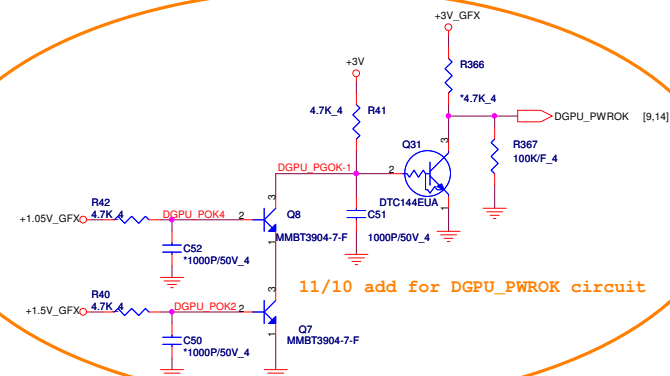 +3V_GFX
R366
*4.7K_4
+3V
4.7K_4 R41
DGPU_PWROK [9,14]
3
Q31
R367
100K/F_4
DGPU_PGOK-1
2
DTC144EUA
1
3
C51
1000P/50V_4
R42
4.7K_4
+1.05V_GFX
DGPU_POK4
2
Q8
MMBT3904-7-F
1
C52
*1000P/50V_4
11/10 add for DGPU_PWROK circuit
3
R40
4.7K_4
+1.5V_GFX
DGPU_POK2
2
Q7
MMBT3904-7-F
1
C50
*1000P/50V_4